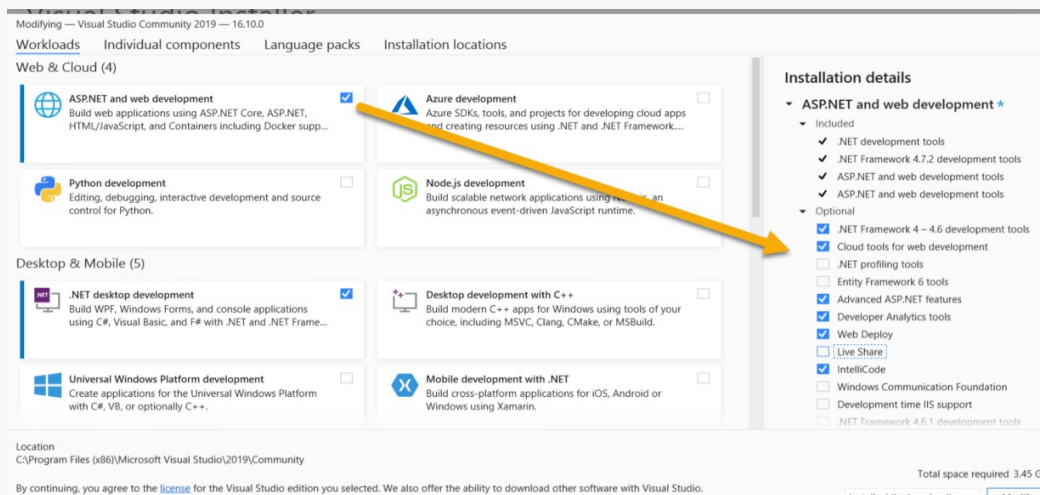 Modifying — Visual Studio Community 2019 — 16.10.0
Workloads Individual components Language packs Installation locations
Web & Cloud (4)
ASP.NET and web development
Build web applications using ASP.NET Core, ASP.NET,
HTML/JavaScript, and Containers including Docker supp...
Azure development
Azure SDKs, tools, and projects for developing cloud apps
and creating resources using .NET and .NET Framework....
Python development
Editing, debugging, interactive development and source
control for Python.
Node.js development
Build scalable network applications using an
asynchronous event-driven JavaScript runtime.
Desktop & Mobile (5)
.NET desktop development
Build WPF, Windows Forms, and console applications
using C#, Visual Basic, and F# with .NET and .NET Frame...
Desktop development with C++
Build modern C++ apps for Windows using tools of your
choice, including MSVC, Clang, CMake, or MSBuild.
Universal Windows Platform development
Create applications for the Universal Windows Platform
with C#, VB, or optionally C++.
Mobile development with .NET
Build cross-platform applications for iOS, Android or
Windows using Xamarin.
Installation details
ASP.NET and web development *
Included
.NET development tools
.NET Framework 4.7.2 development tools
ASP.NET and web development tools
ASP.NET and web development tools
Optional
.NET Framework 4 – 4.6 development tools
Cloud tools for web development
.NET profiling tools
Entity Framework 6 tools
Advanced ASP.NET features
Developer Analytics tools
Web Deploy
Live Share
IntelliCode
Windows Communication Foundation
Development time IIS support
.NET Framework 4.6.1 development tools
Location
C:\Program Files (x86)\Microsoft Visual Studio\2019\Community
Total space required 3.45 G
By continuing, you agree to the license for the Visual Studio edition you selected. We also offer the ability to download other software with Visual Studio.